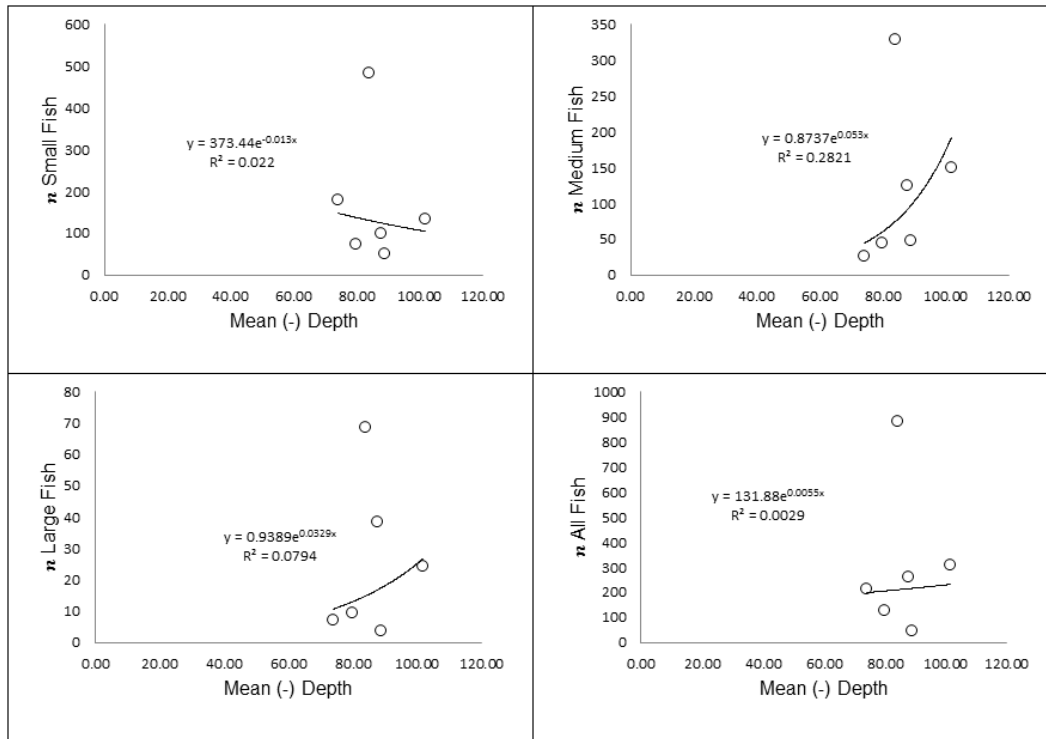 600
500
400
300
200
100
0
n Small Fish
y = 373.44e^-0.013x
R² = 0.022
0.00 20.00 40.00 60.00 80.00 100.00 120.00
Mean (-) Depth
350
300
250
200
150
100
50
0
n Medium Fish
y = 0.8737e^0.053x
R² = 0.2821
0.00 20.00 40.00 60.00 80.00 100.00 120.00
Mean (-) Depth
80
70
60
50
40
30
20
10
0
n Large Fish
y = 0.9389e^0.0329x
R² = 0.0794
0.00 20.00 40.00 60.00 80.00 100.00 120.00
Mean (-) Depth
1000
900
800
700
600
500
400
300
200
100
0
n All Fish
y = 131.88e^0.0055x
R² = 0.0029
0.00 20.00 40.00 60.00 80.00 100.00 120.00
Mean (-) Depth